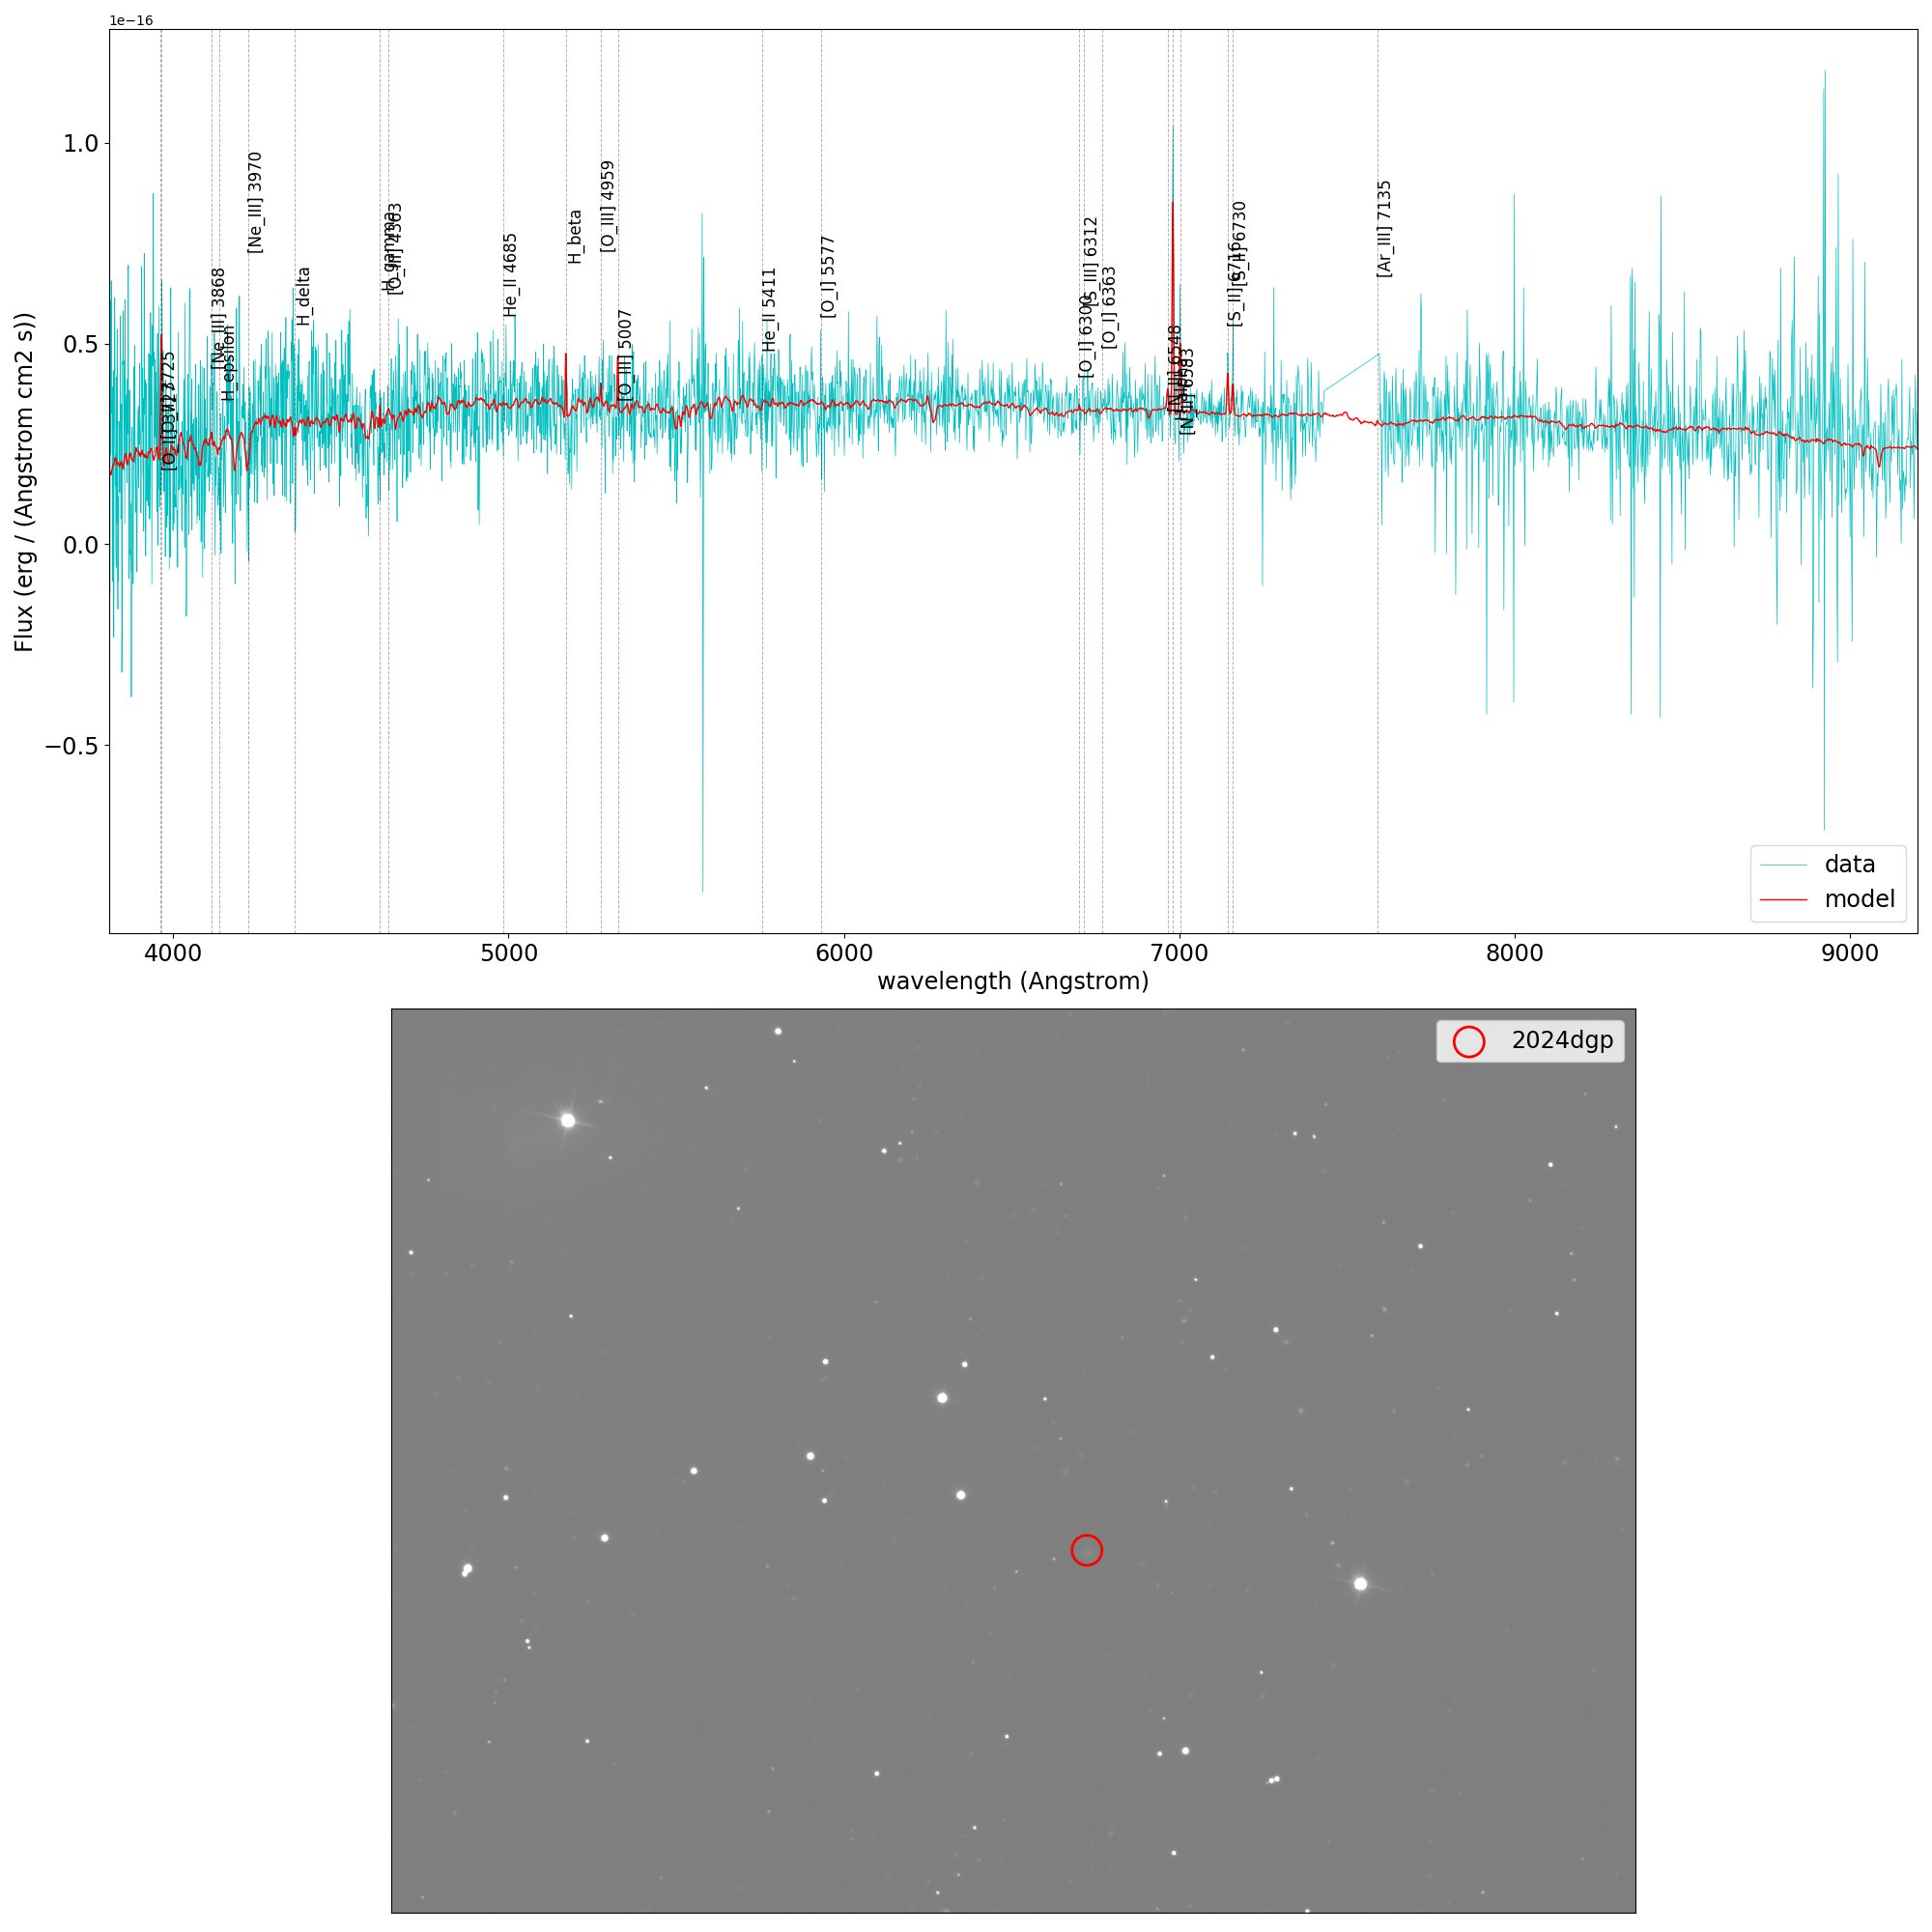 1e−16
Flux (erg / (Angstrom cm2 s))
1.0
0.5
0.0
−0.5
[Ne_III] 3868
H_epsilon
[Ne_III] 3970
H_delta
H_gamma
[O_III] 4363
He_II 4685
H_beta
[O_III] 4959
[O_III] 5007
He_II 5411
[O_I] 5577
[O_I] 6300
[S_III] 6312
[O_I] 6363
[N_II] 6548
[N_II] 6583
[S_II] 6716
[S_II] 6730
[Ar_III] 7135
data
model
4000
5000
6000
7000
8000
9000
wavelength (Angstrom)
2024dgp